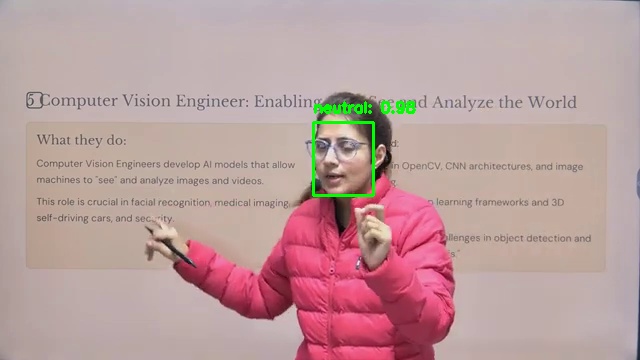 5 Computer Vision Engineer: Enabling and Analyze the World
neutral: 0.98
What they do:
Computer Vision Engineers develop AI models that allow
machines to "see" and analyze images and videos.
This role is crucial in facial recognition, medical imaging,
self-driving cars, and security.
in OpenCV, CNN architectures, and image
learning frameworks and 3D
in object detection and